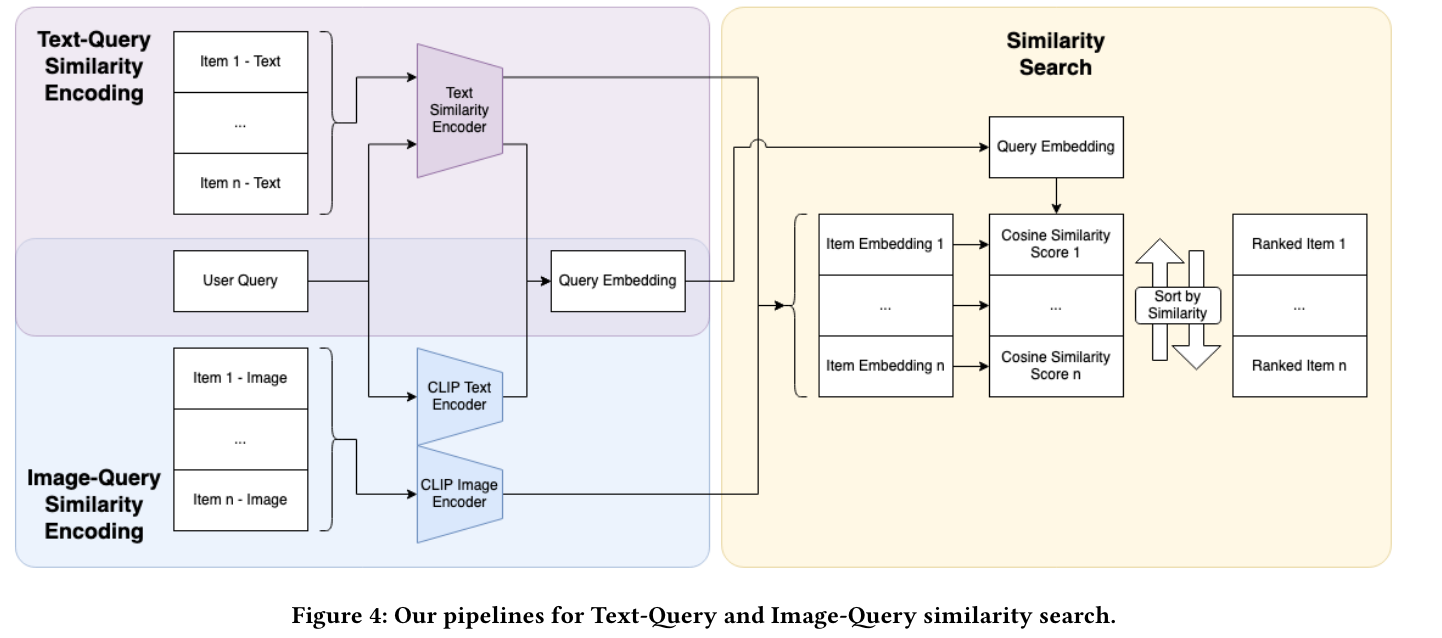 Text-Query
Similarity
Encoding
Item 1 - Text
...
Item n - Text
Text
Similarity
Encoder
User Query
Query Embedding
Item 1 - Image
...
Item n - Image
Image-Query
Similarity
Encoding
CLIP Text
Encoder
CLIP Image
Encoder
Similarity
Search
Query Embedding
Item Embedding 1
...
Item Embedding n
Cosine Similarity
Score 1
...
Cosine Similarity
Score n
Sort by
Similarity
Ranked Item 1
...
Ranked Item n
Figure 4: Our pipelines for Text-Query and Image-Query similarity search.